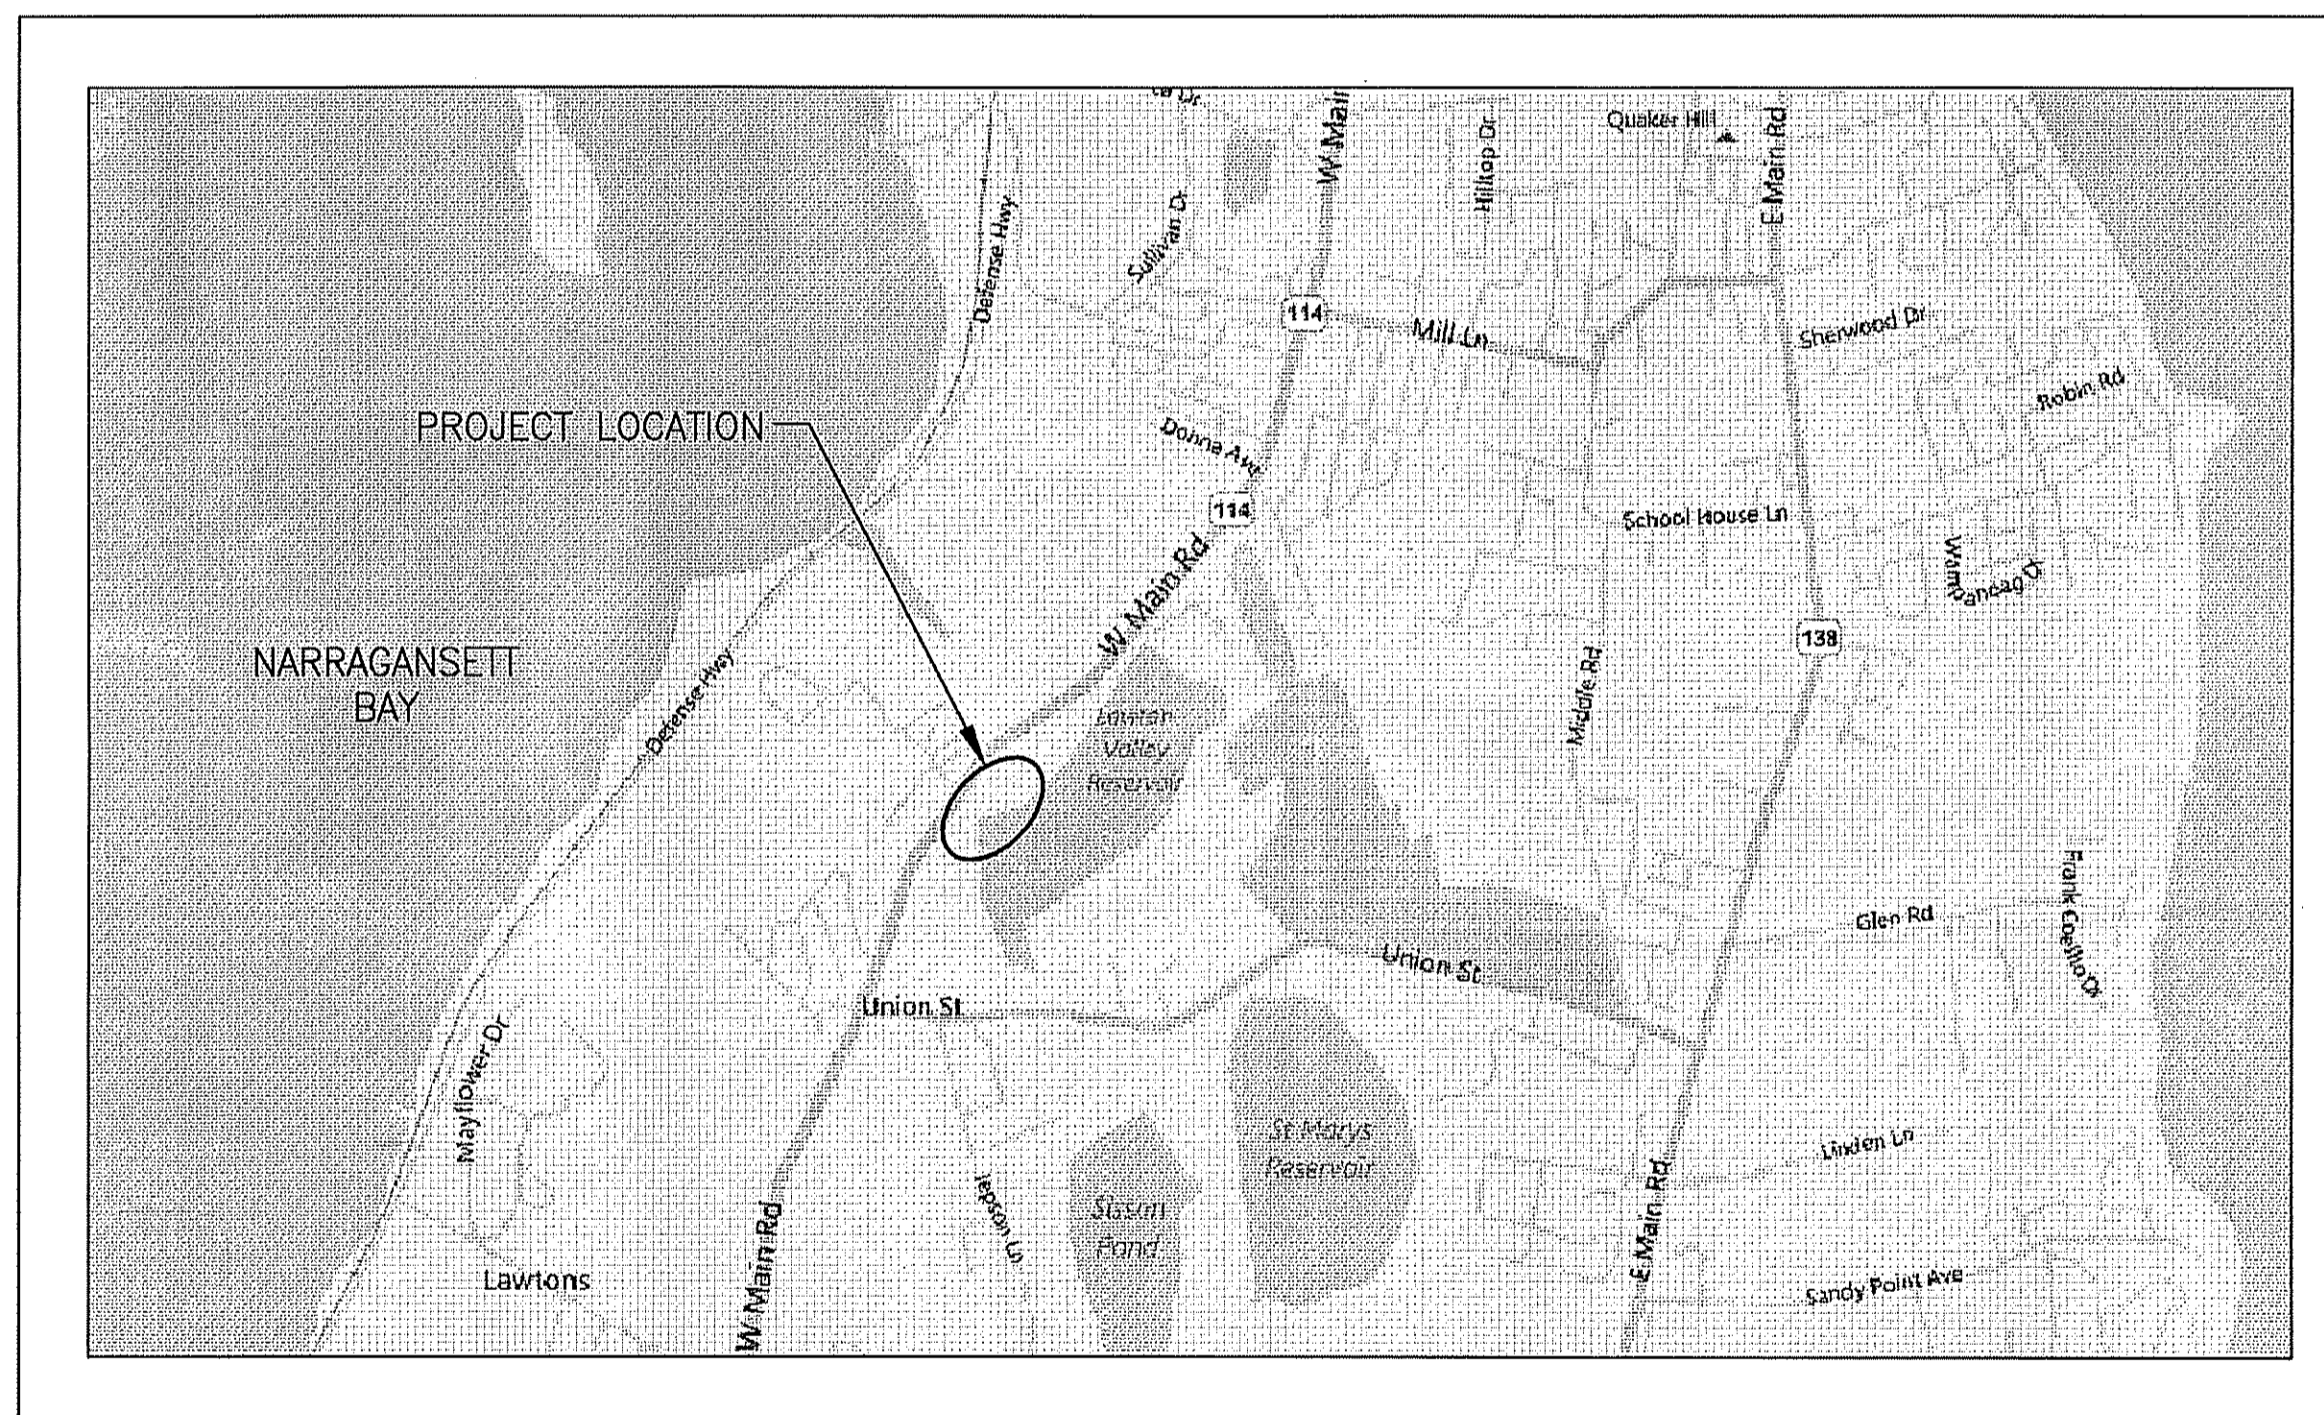 W Main
Quaker Hill
Hilltop Dr
E Main Rd
Sullivan Dr
Defense Hwy
114
Mill Ln
Sherwood Dr
Robin Rd
PROJECT LOCATION
Donna Ave
114
School House Ln
W Main Rd
138
NARRAGANSETT
BAY
Defense Hwy
Middle Rd
Valley
Reservoir
Glen Rd
Frank Coelho Dr
Union St
Union St
Mayflower Dr
St Marys
Reservoir
Linden Ln
Jepson Ln
Sisson
Pond
E Main Rd
W Main Rd
Lawtons
Sandy Point Ave